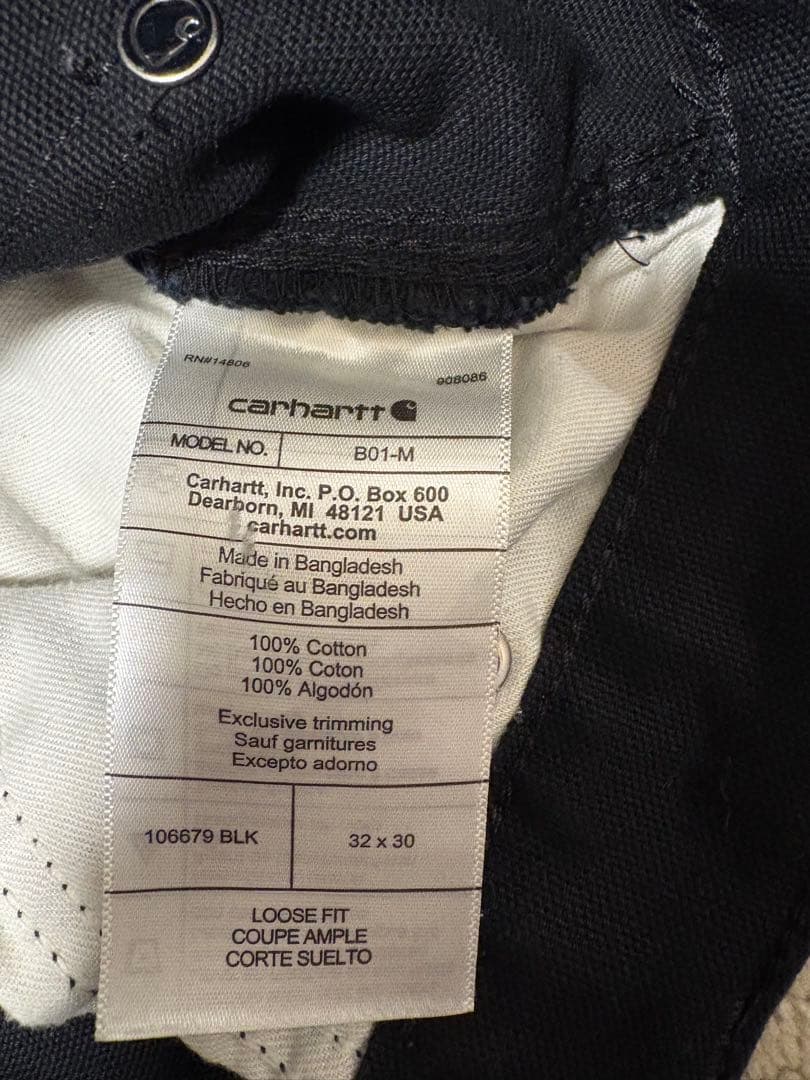 RN#14806
908086
carhartt
MODEL NO. B01-M
Carhartt, Inc. P.O. Box 600
Dearborn, MI 48121 USA
carhartt.com
Made in Bangladesh
Fabriqué au Bangladesh
Hecho en Bangladesh
100% Cotton
100% Coton
100% Algodón
Exclusive trimming
Sauf garnitures
Excepto adorno
106679 BLK 32 x 30
LOOSE FIT
COUPE AMPLE
CORTE SUELTO